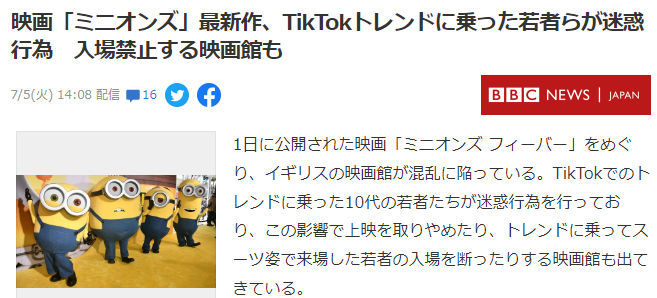 映画「ミニオンズ」最新作、TikTokトレンドに乗った若者らが迷惑
行為　入場禁止する映画館も
7/5(火) 14:08 配信 16
BBC NEWS | JAPAN
1日に公開された映画「ミニオンズ フィーバー」をめぐ
り、イギリスの映画館が混乱に陥っている。TikTokでのト
レンドに乗った10代の若者たちが迷惑行為を行ってお
り、この影響で上映を取りやめたり、トレンドに乗ってス
ーツ姿で来場した若者の入場を断ったりする映画館も出て
きている。